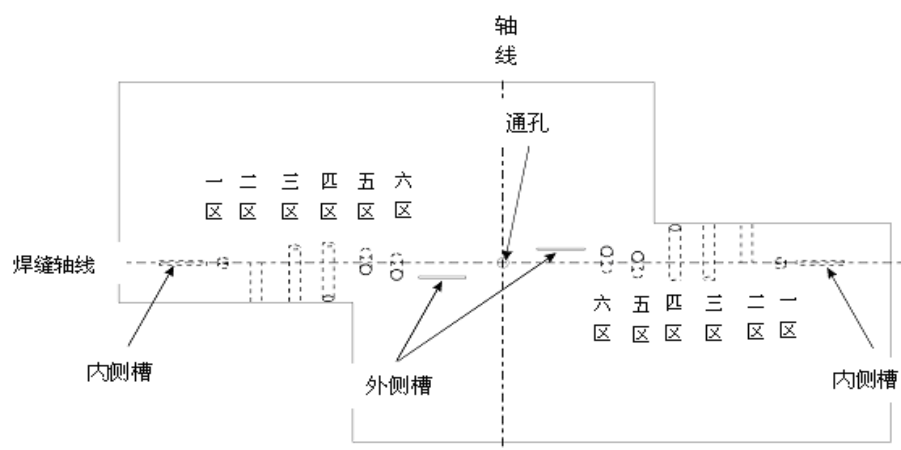 轴
线
通孔
一 二 三 四 五 六
区 区 区 区 区 区
焊缝轴线
六 五 四 三 二 一
区 区 区 区 区 区
内侧槽
外侧槽
内侧槽